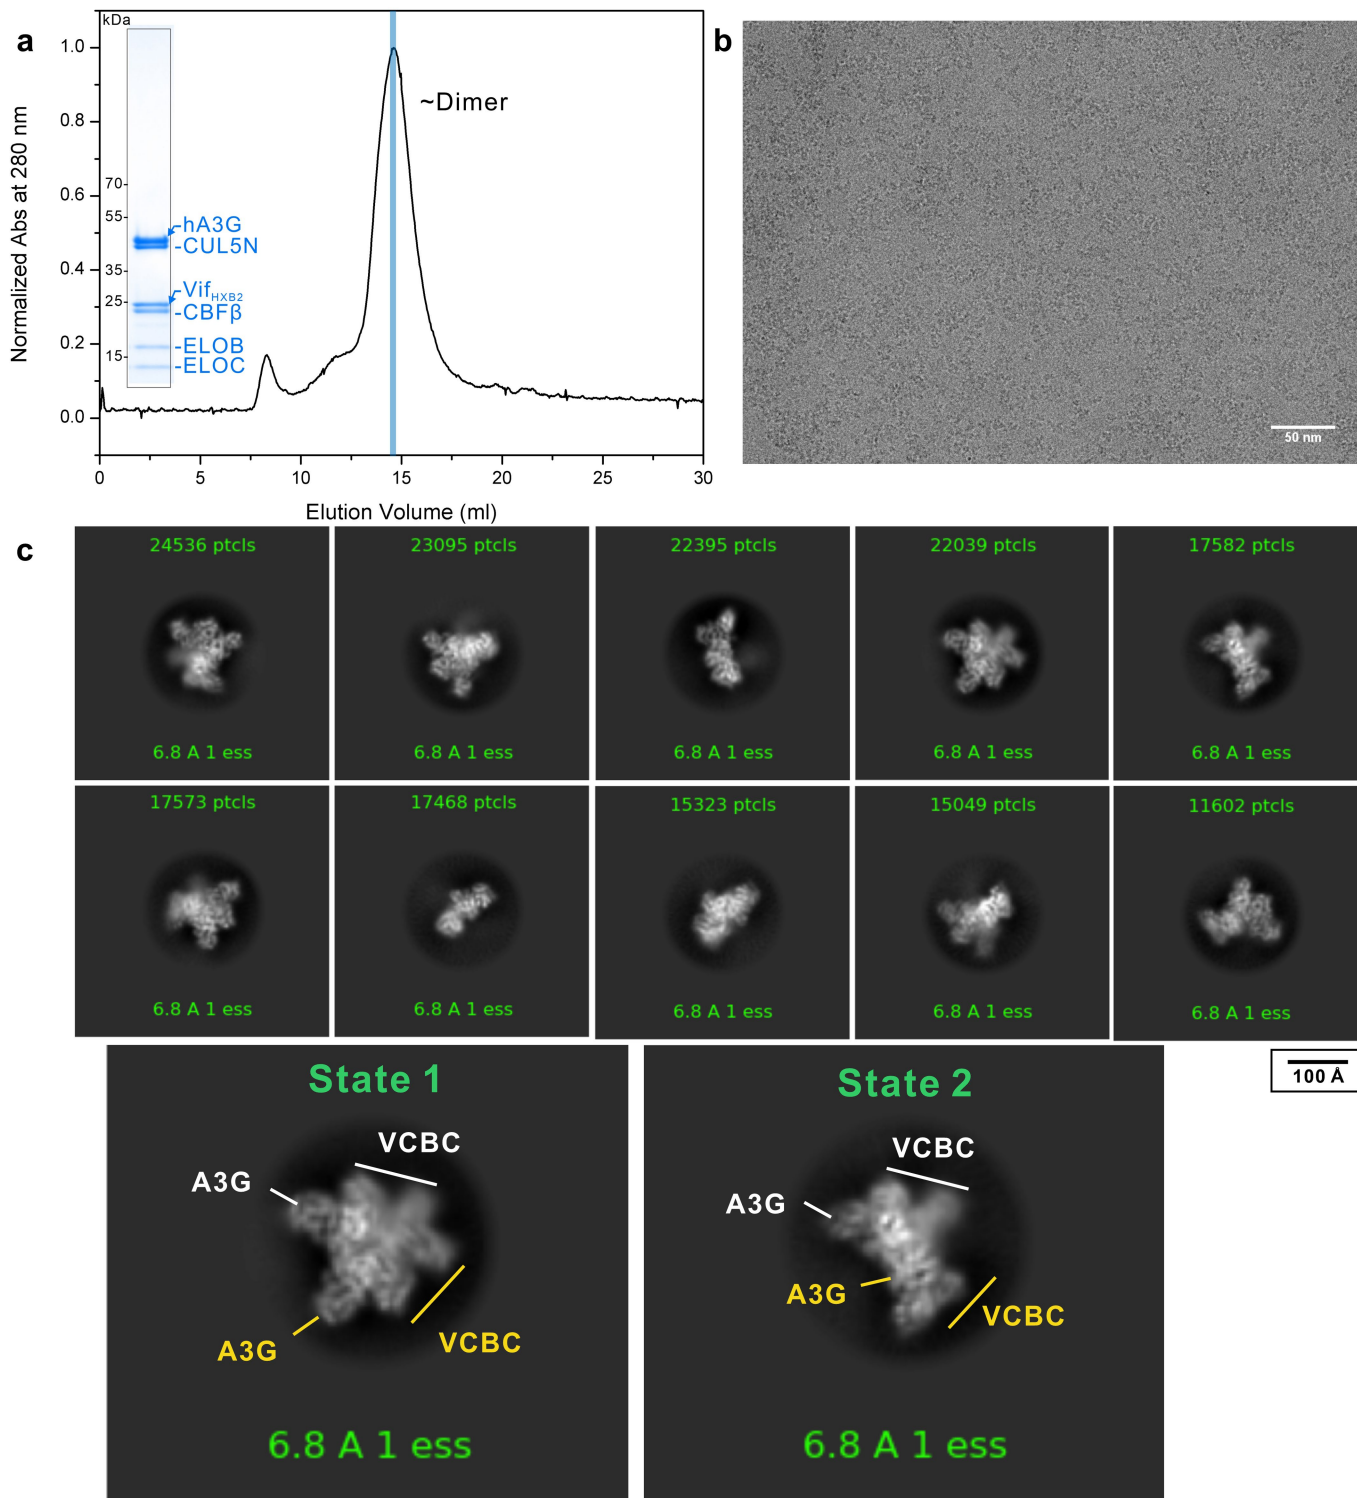 a
kDa
70-
55-
35-
25-
15-
-hA3G
-CUL5N
-VifHXB2
-CBFβ
-ELOB
-ELOC
~Dimer
Normalized Abs at 280 nm
1.0
0.8
0.6
0.4
0.2
0.0
0 5 10 15 20 25 30
Elution Volume (ml)
b
50 nm
c
24536 ptcls 23095 ptcls 22395 ptcls 22039 ptcls 17582 ptcls
6.8 A 1 ess 6.8 A 1 ess 6.8 A 1 ess 6.8 A 1 ess 6.8 A 1 ess
17573 ptcls 17468 ptcls 15323 ptcls 15049 ptcls 11602 ptcls
6.8 A 1 ess 6.8 A 1 ess 6.8 A 1 ess 6.8 A 1 ess 6.8 A 1 ess
100 Å
State 1
VCBC
A3G
A3G
VCBC
6.8 A 1 ess
State 2
VCBC
A3G
A3G
VCBC
6.8 A 1 ess